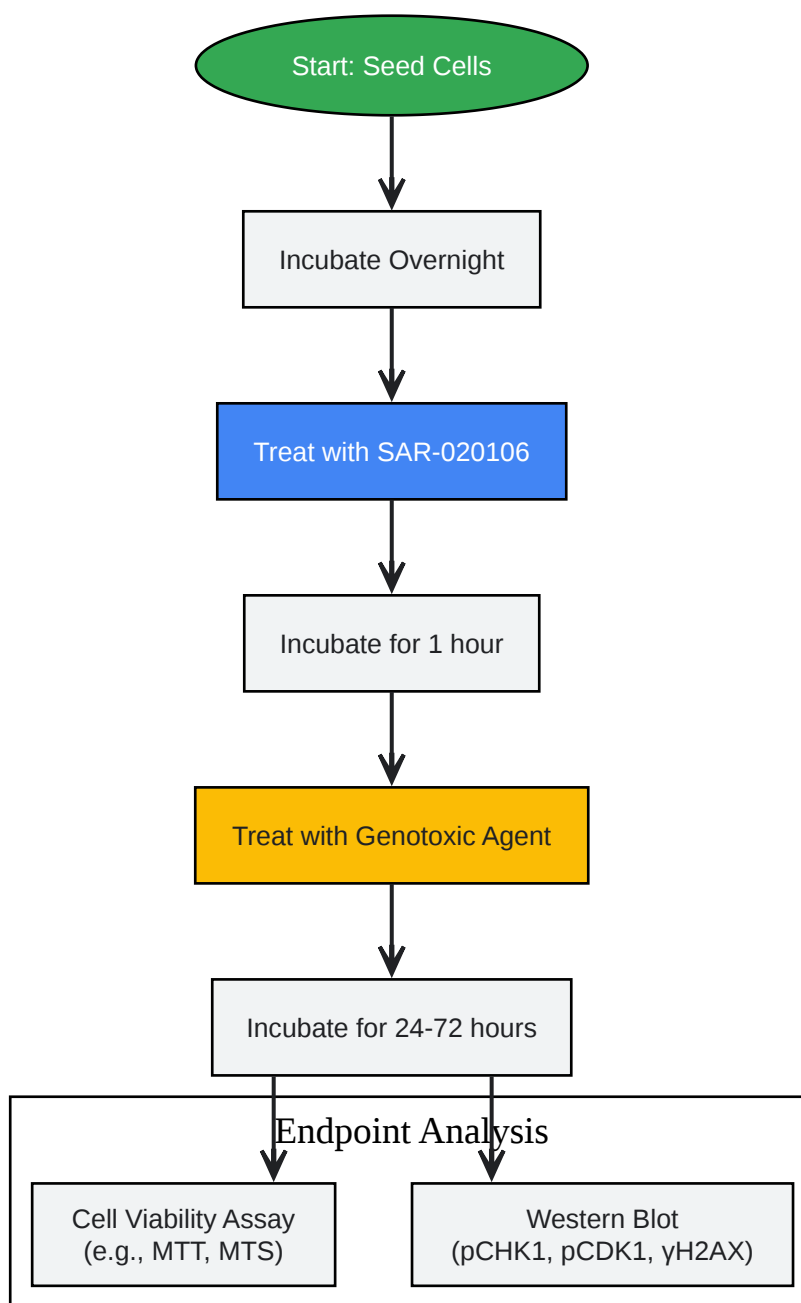 Start: Seed Cells
Incubate Overnight
Treat with SAR-020106
Incubate for 1 hour
Treat with Genotoxic Agent
Incubate for 24-72 hours
Endpoint Analysis
Cell Viability Assay
(e.g., MTT, MTS)
Western Blot
(pCHK1, pCDK1, γH2AX)